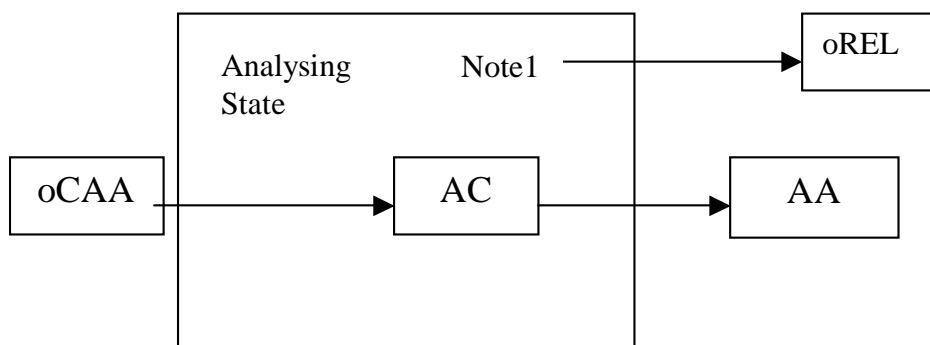 oREL
Analysing Note1
State
oCAA
AC
AA